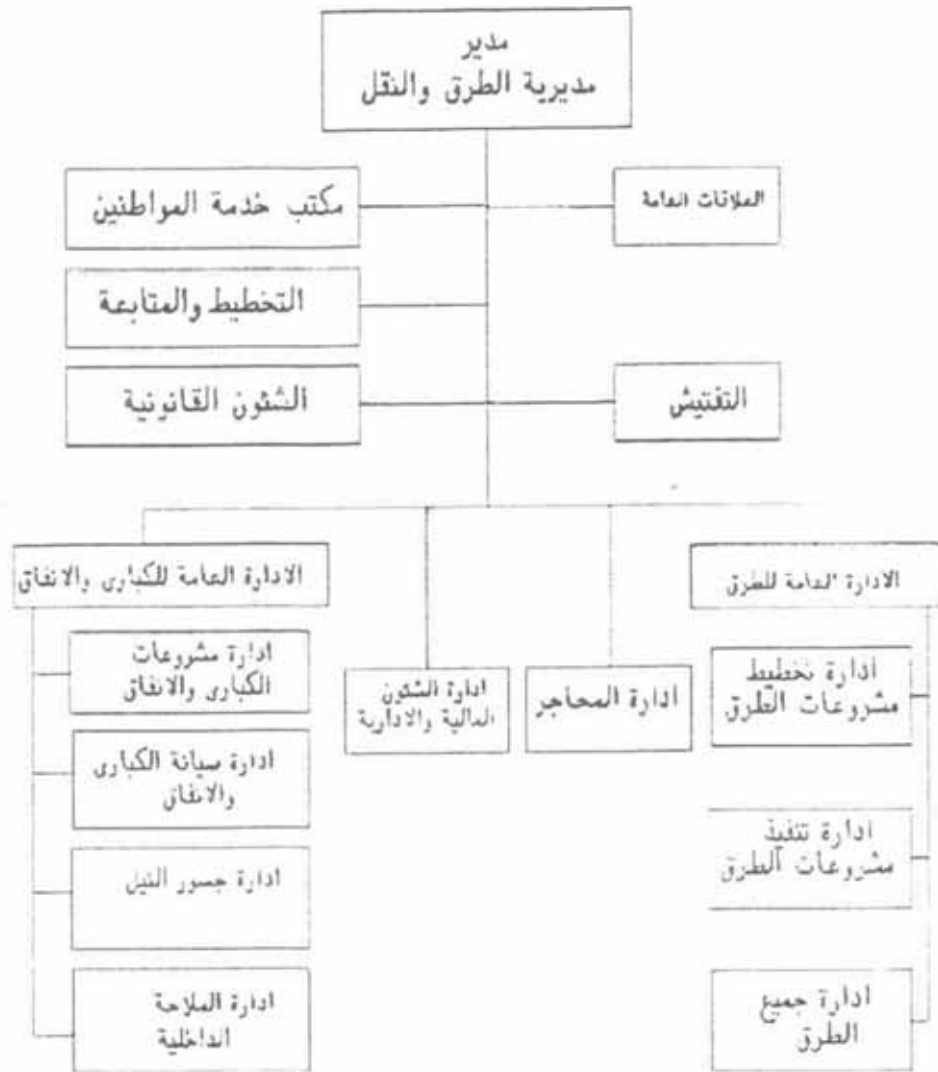 مدير
مديرية الطرق والنقل
العلاقات العامة
مكتب خدمة المواطنين
التخطيط والمتابعة
التفتيش
الشئون القانونية
الادارة العامة للطرق
الادارة العامة للكبارى والانفاق
ادارة تخطيط
مشروعات الطرق
ادارة المحاجر
ادارة الشئون
المالية والادارية
ادارة مشروعات
الكبارى والانفاق
ادارة صيانة الكبارى
والانفاق
ادارة تنفيذ
مشروعات الطرق
ادارة جسور النيل
ادارة جميع
الطرق
ادارة الملاحة
الداخلية